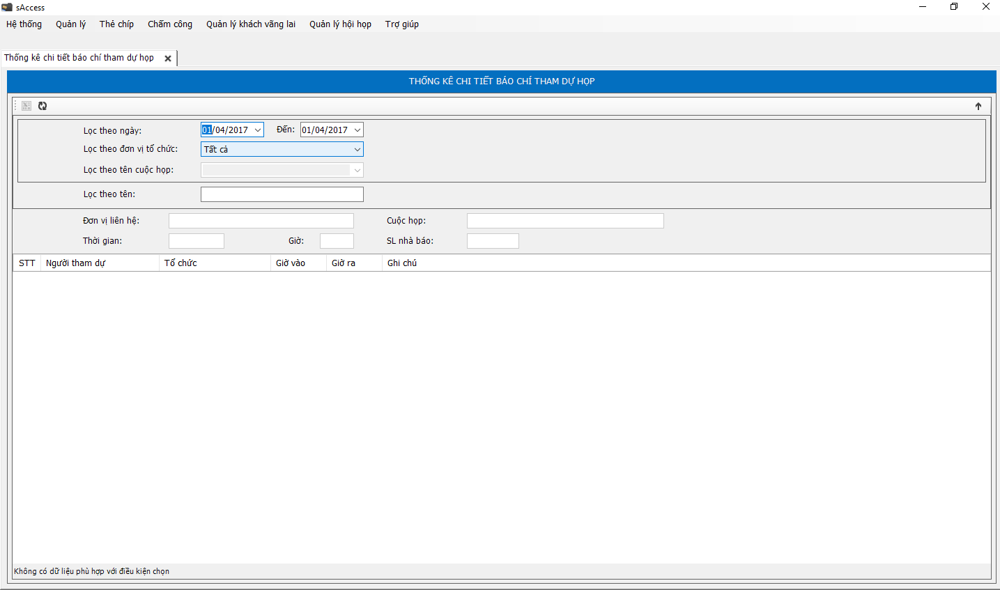 sAccess
Hệ thống Quản lý Thẻ chíp Chấm công Quản lý khách vãng lai Quản lý hội họp Trợ giúp
Thống kê chi tiết báo chí tham dự họp
THỐNG KÊ CHI TIẾT BÁO CHÍ THAM DỰ HỌP
Lọc theo ngày: 01/04/2017 Đến: 01/04/2017
Lọc theo đơn vị tổ chức: Tất cả
Lọc theo tên cuộc họp:
Lọc theo tên:
Đơn vị liên hệ: Cuộc họp:
Thời gian: Giờ: SL nhà báo:
STT Người tham dự Tổ chức Giờ vào Giờ ra Ghi chú
Không có dữ liệu phù hợp với điều kiện chọn